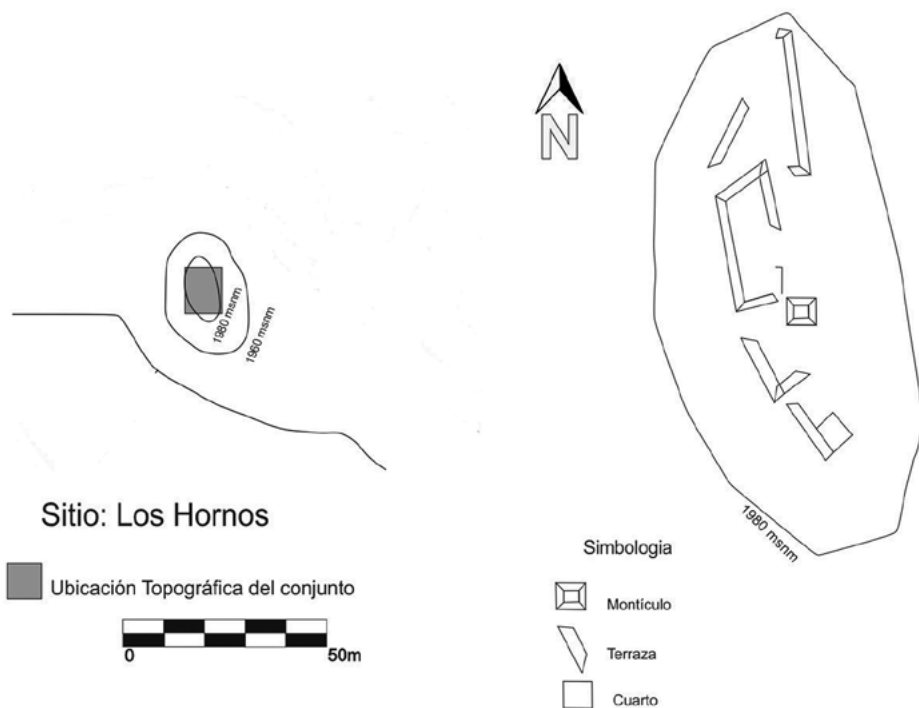 N
1980 msnm
1960 msnm
Sitio: Los Hornos
Ubicación Topográfica del conjunto
0
50m
1980 msnm
Simbologia
Montículo
Terraza
Cuarto